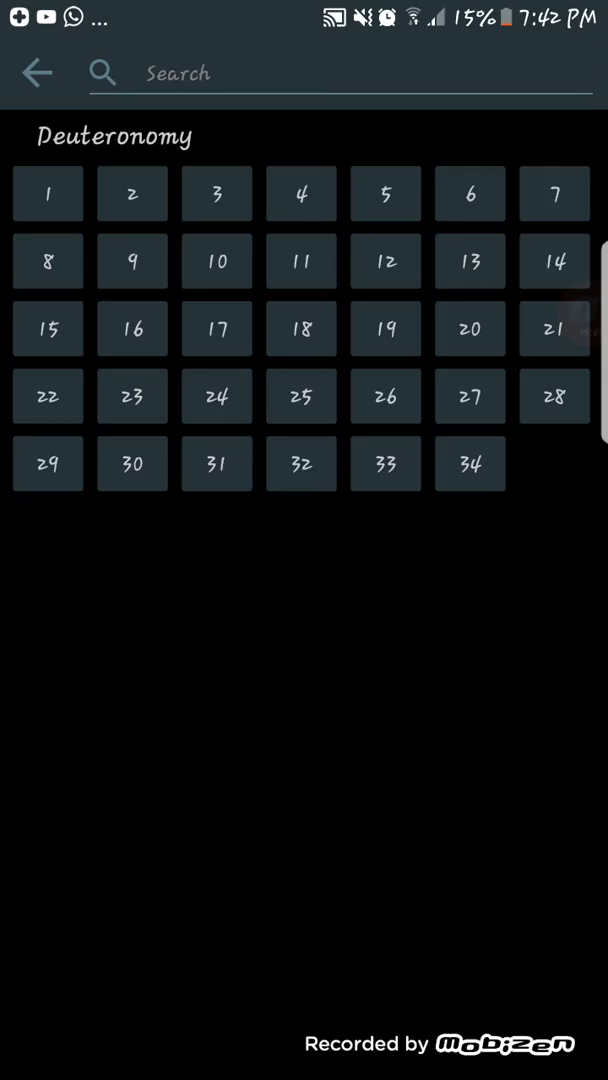 ... 15% 7:42 PM
Search
Deuteronomy
1 2 3 4 5 6 7
8 9 10 11 12 13 14
15 16 17 18 19 20 21
22 23 24 25 26 27 28
29 30 31 32 33 34
Recorded by Mobizen